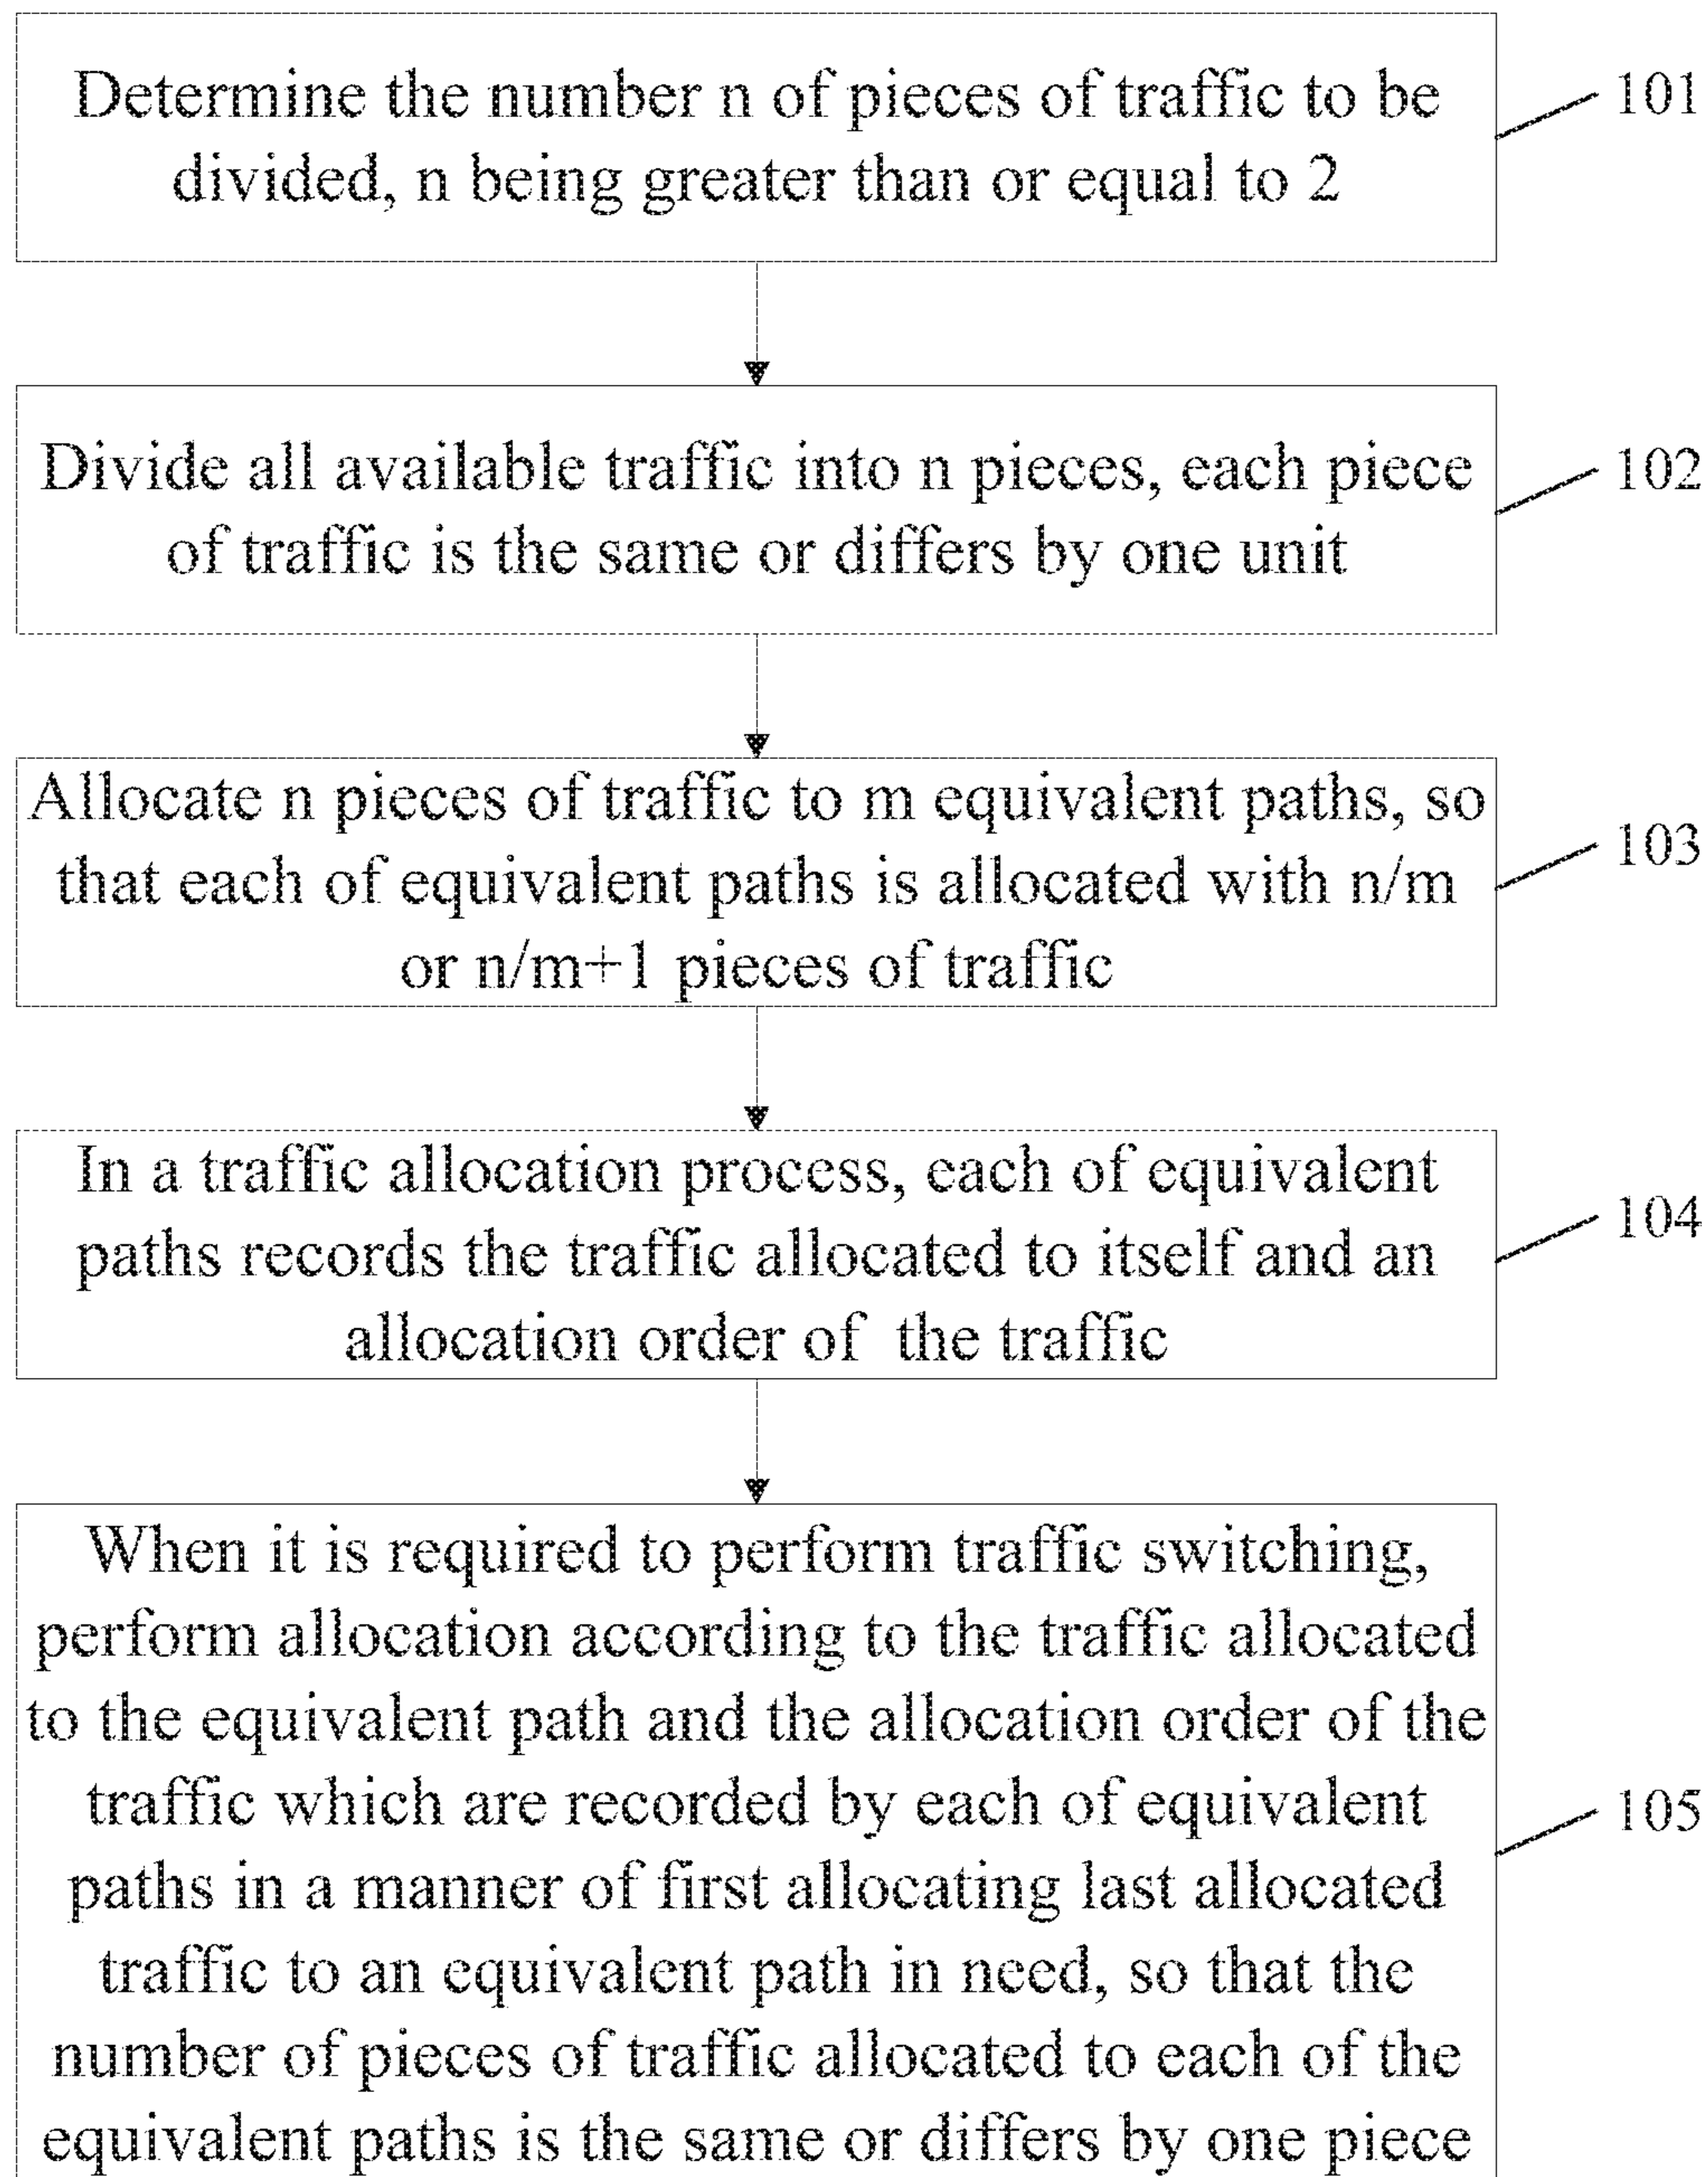 Determine the number n of pieces of traffic to be
divided, n being greater than or equal to 2
101
Divide all available traffic into n pieces, each piece
of traffic is the same or differs by one unit
102
Allocate n pieces of traffic to m equivalent paths, so
that each of equivalent paths is allocated with n/m
or n/m+1 pieces of traffic
103
In a traffic allocation process, each of equivalent
paths records the traffic allocated to itself and an
allocation order of the traffic
104
When it is required to perform traffic switching,
perform allocation according to the traffic allocated
to the equivalent path and the allocation order of the
traffic which are recorded by each of equivalent
paths in a manner of first allocating last allocated
traffic to an equivalent path in need, so that the
number of pieces of traffic allocated to each of the
equivalent paths is the same or differs by one piece
105